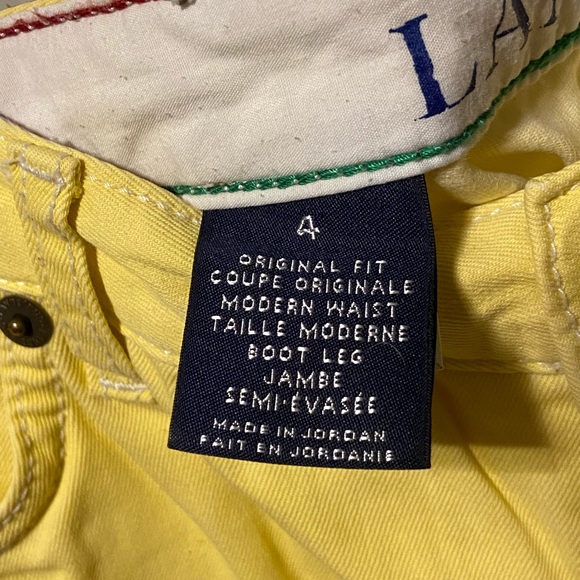 4
ORIGINAL FIT
COUPE ORIGINALE
MODERN WAIST
TAILLE MODERNE
BOOT LEG
JAMBE
SEMI-ÉVASÉE
MADE IN JORDAN
FAIT EN JORDANIE